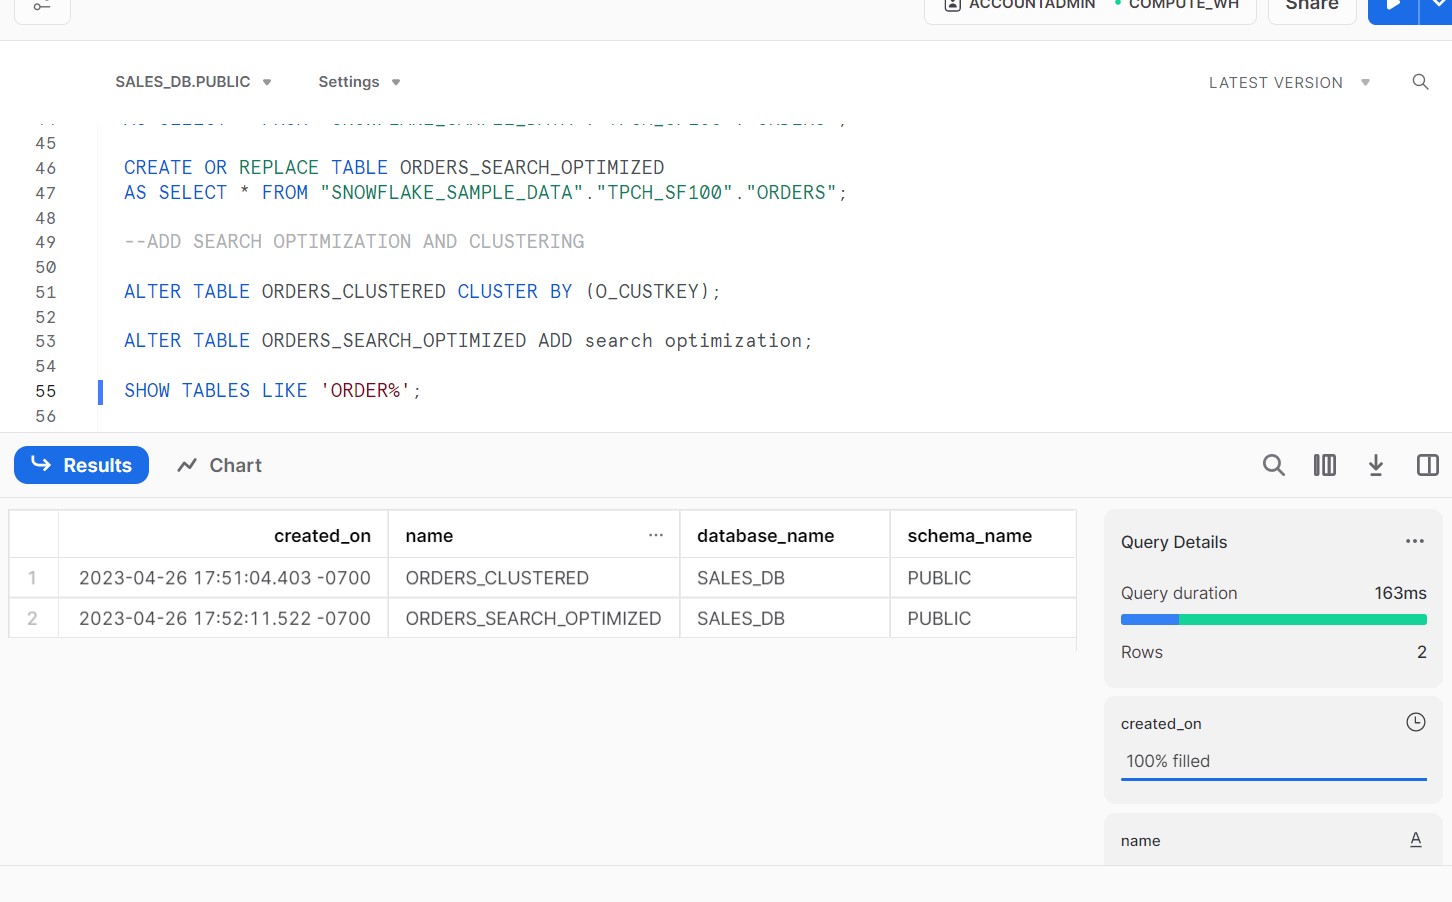 ACCOUNTADMIN • COMPUTE_WH Share
SALES_DB.PUBLIC Settings LATEST VERSION
45
46 CREATE OR REPLACE TABLE ORDERS_SEARCH_OPTIMIZED
47 AS SELECT * FROM "SNOWFLAKE_SAMPLE_DATA"."TPCH_SF100"."ORDERS";
48
49 --ADD SEARCH OPTIMIZATION AND CLUSTERING
50
51 ALTER TABLE ORDERS_CLUSTERED CLUSTER BY (O_CUSTKEY);
52
53 ALTER TABLE ORDERS_SEARCH_OPTIMIZED ADD search optimization;
54
55 SHOW TABLES LIKE 'ORDER%';
56
Results Chart
created_on name ... database_name schema_name
1 2023-04-26 17:51:04.403 -0700 ORDERS_CLUSTERED SALES_DB PUBLIC
2 2023-04-26 17:52:11.522 -0700 ORDERS_SEARCH_OPTIMIZED SALES_DB PUBLIC
Query Details ...
Query duration 163ms
Rows 2
created_on
100% filled
name A